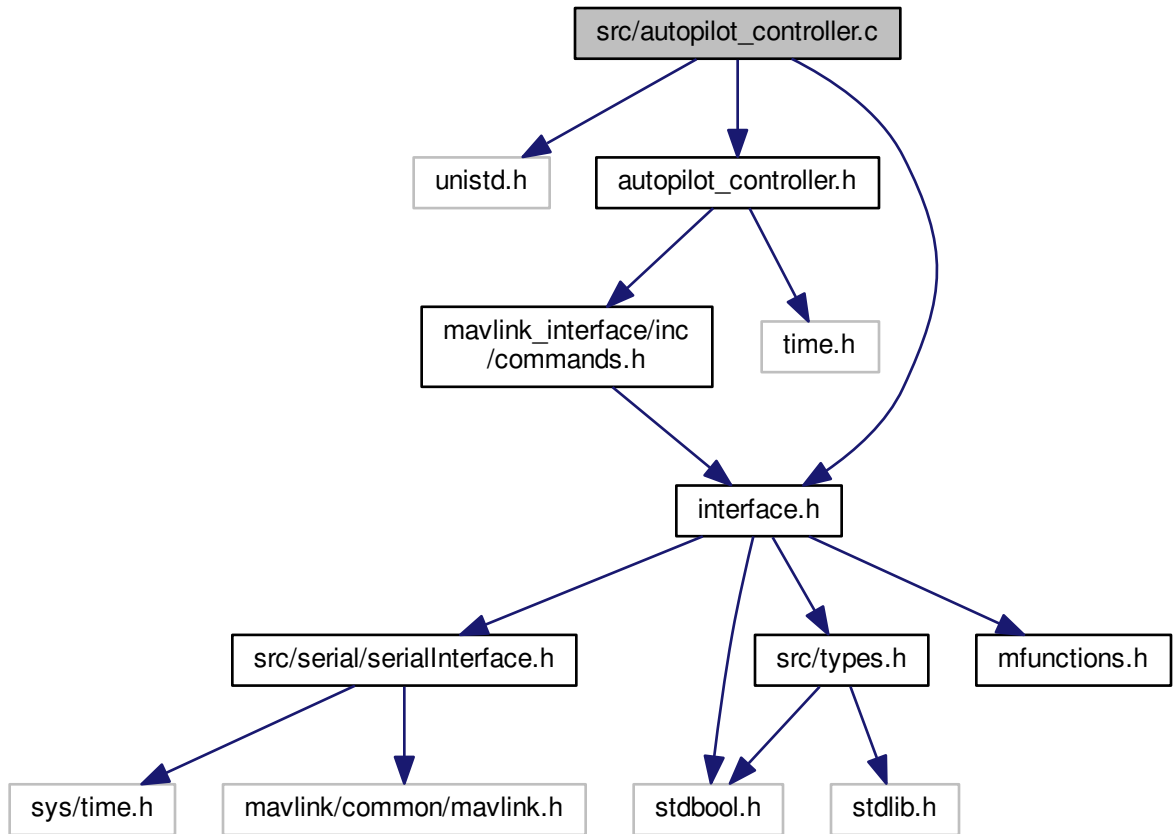 src/autopilot_controller.c
unistd.h
autopilot_controller.h
mavlink_interface/inc
/commands.h
time.h
interface.h
src/serial/serialInterface.h
src/types.h
mfunctions.h
sys/time.h
mavlink/common/mavlink.h
stdbool.h
stdlib.h